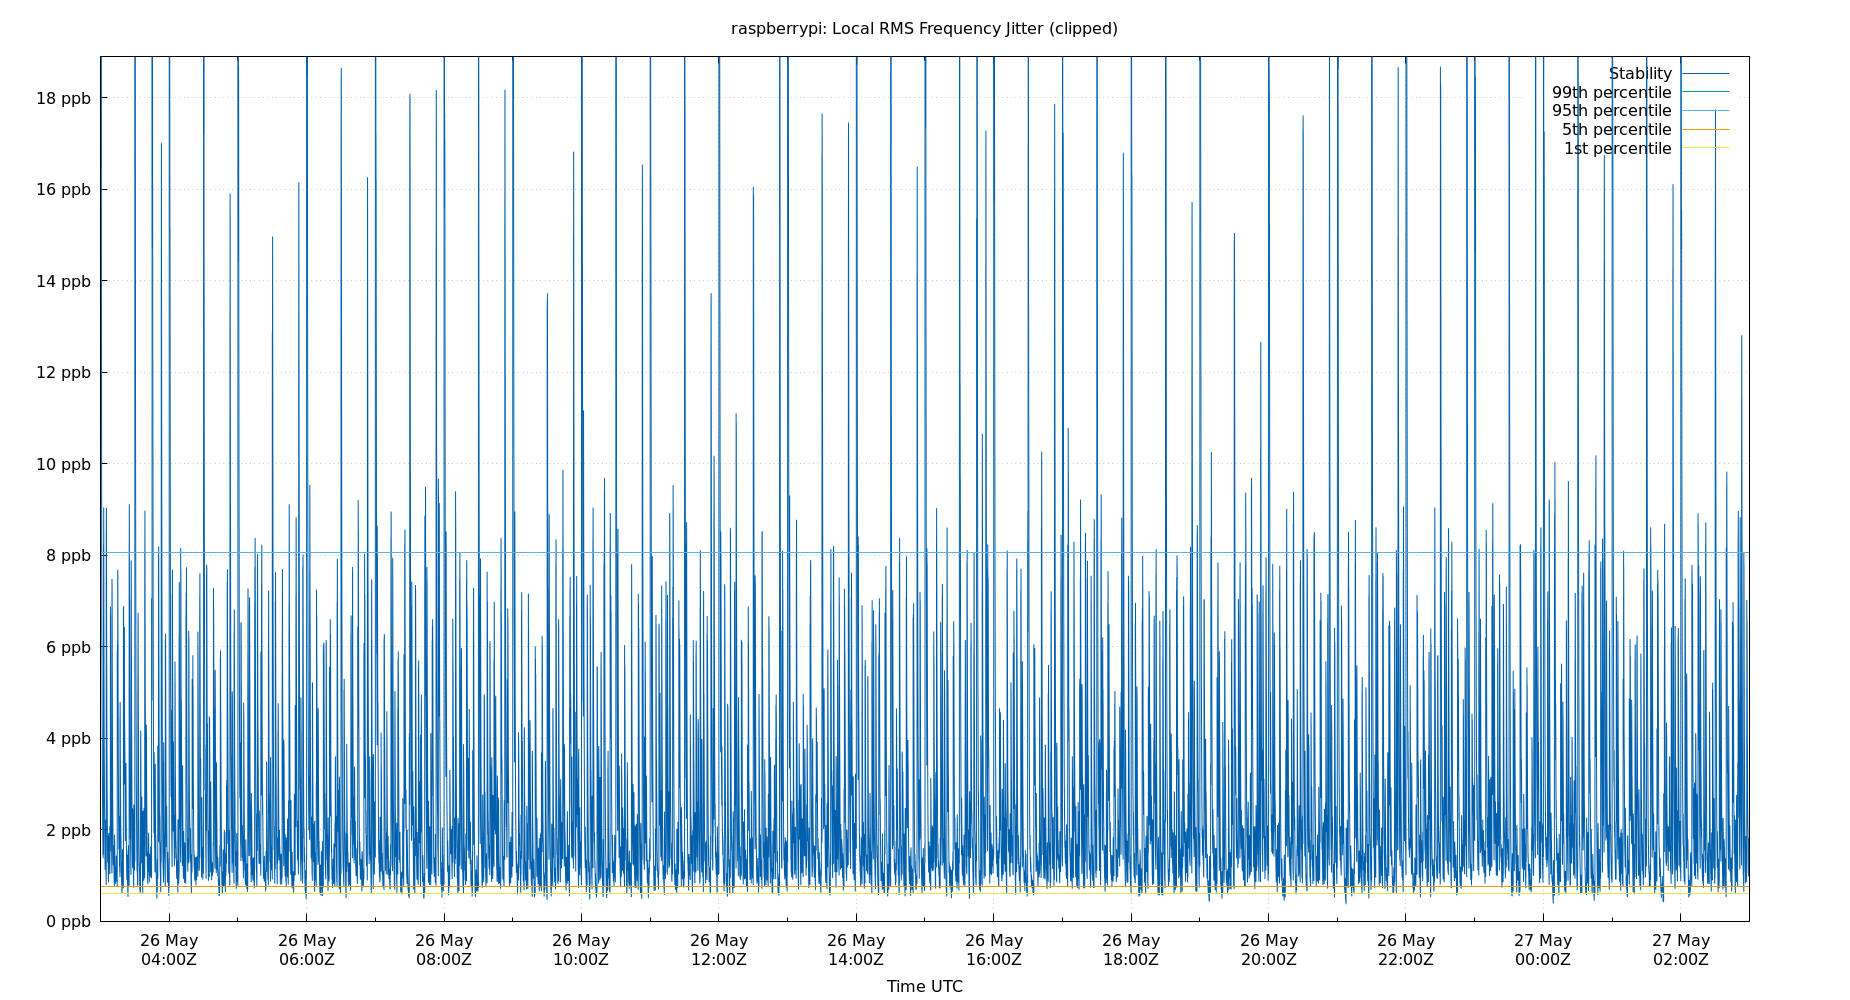 raspberrypi: Local RMS Frequency Jitter (clipped)
Stability
99th percentile
95th percentile
5th percentile
1st percentile
18 ppb
16 ppb
14 ppb
12 ppb
10 ppb
8 ppb
6 ppb
4 ppb
2 ppb
0 ppb
26 May 26 May 26 May 26 May 26 May 26 May 26 May 26 May 26 May 26 May 27 May 27 May
04:00Z 06:00Z 08:00Z 10:00Z 12:00Z 14:00Z 16:00Z 18:00Z 20:00Z 22:00Z 00:00Z 02:00Z
Time UTC